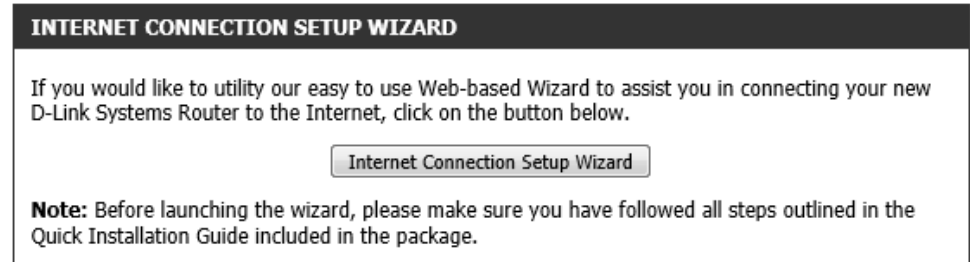 INTERNET CONNECTION SETUP WIZARD
If you would like to utility our easy to use Web-based Wizard to assist you in connecting your new
D-Link Systems Router to the Internet, click on the button below.
Internet Connection Setup Wizard
Note: Before launching the wizard, please make sure you have followed all steps outlined in the
Quick Installation Guide included in the package.